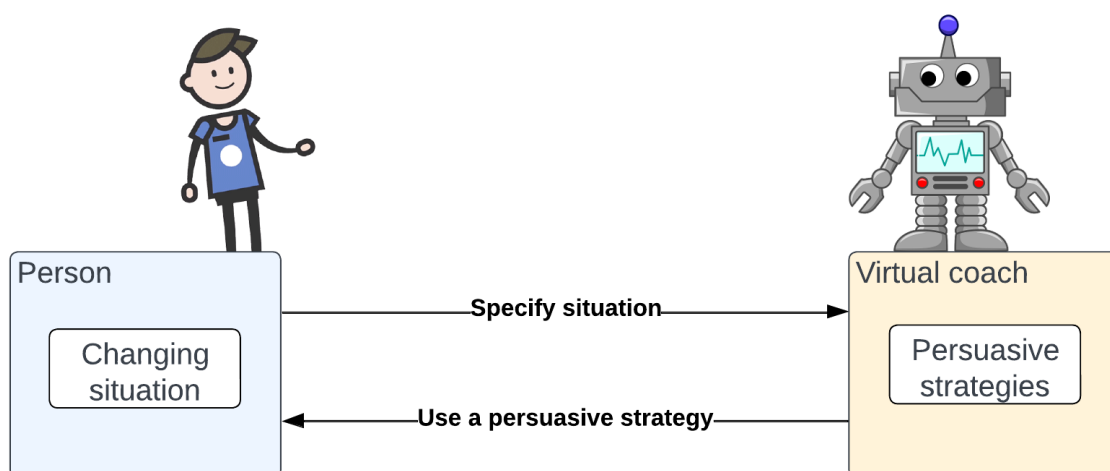 Person
Virtual coach
Specify situation
Changing
situation
Persuasive
strategies
Use a persuasive strategy